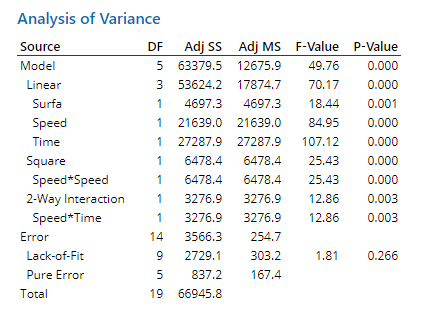 Analysis of Variance
Source DF Adj SS Adj MS F-Value P-Value
Model 5 63379.5 12675.9 49.76 0.000
Linear 3 53624.2 17874.7 70.17 0.000
Surfa 1 4697.3 4697.3 18.44 0.001
Speed 1 21639.0 21639.0 84.95 0.000
Time 1 27287.9 27287.9 107.12 0.000
Square 1 6478.4 6478.4 25.43 0.000
Speed*Speed 1 6478.4 6478.4 25.43 0.000
2-Way Interaction 1 3276.9 3276.9 12.86 0.003
Speed*Time 1 3276.9 3276.9 12.86 0.003
Error 14 3566.3 254.7
Lack-of-Fit 9 2729.1 303.2 1.81 0.266
Pure Error 5 837.2 167.4
Total 19 66945.8